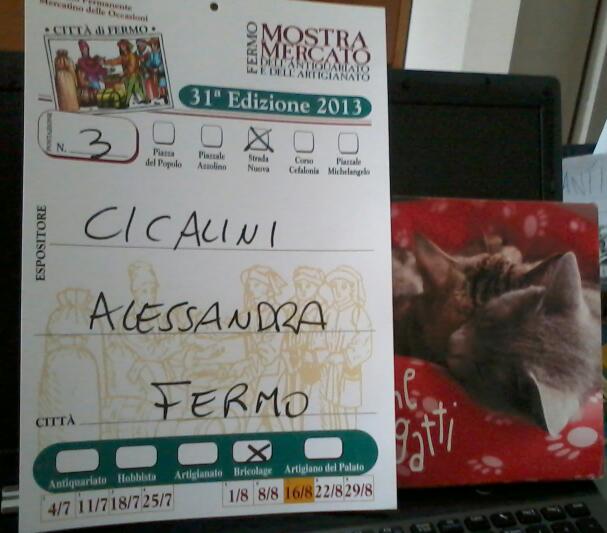 Permanente
Mercatino delle Occasioni
• CITTÀ di FERMO •
FERMO
MOSTRA
MERCATO
DELL'ANTIQUARIATO
E DELL'ARTIGIANATO
31ª Edizione 2013
POSTAZIONE
N. 3
Piazza del Popolo
Piazzale Azzolino
Strada Nuova
Corso Cefalonia
Piazzale Michelangelo
ESPOSITORE
CICALINI
ALESSANDRA
CITTÀ FERMO
Antiquariato Hobbista Artigianato Bricolage Artigiano del Palato
4/7 11/7 18/7 25/7 1/8 8/8 16/8 22/8 29/8
gatti